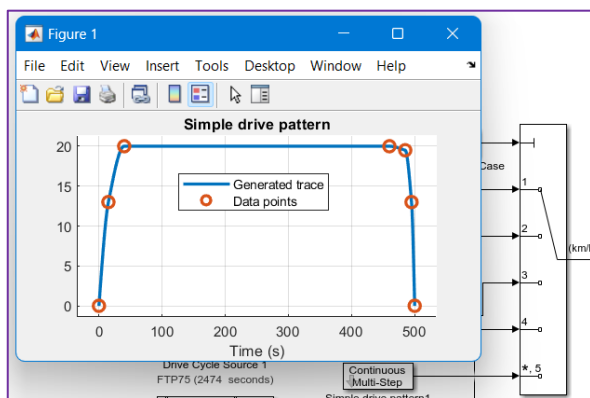 Figure 1
File Edit View Insert Tools Desktop Window Help
Simple drive pattern
20
15
10
5
0
Generated trace
Data points
0 100 200 300 400 500
Time (s)
Case
1
2
3
4
*, 5
(km/
Drive Cycle Source 1
FTP75 (2474 seconds)
Continuous
Multi-Step
Simple drive pattern1